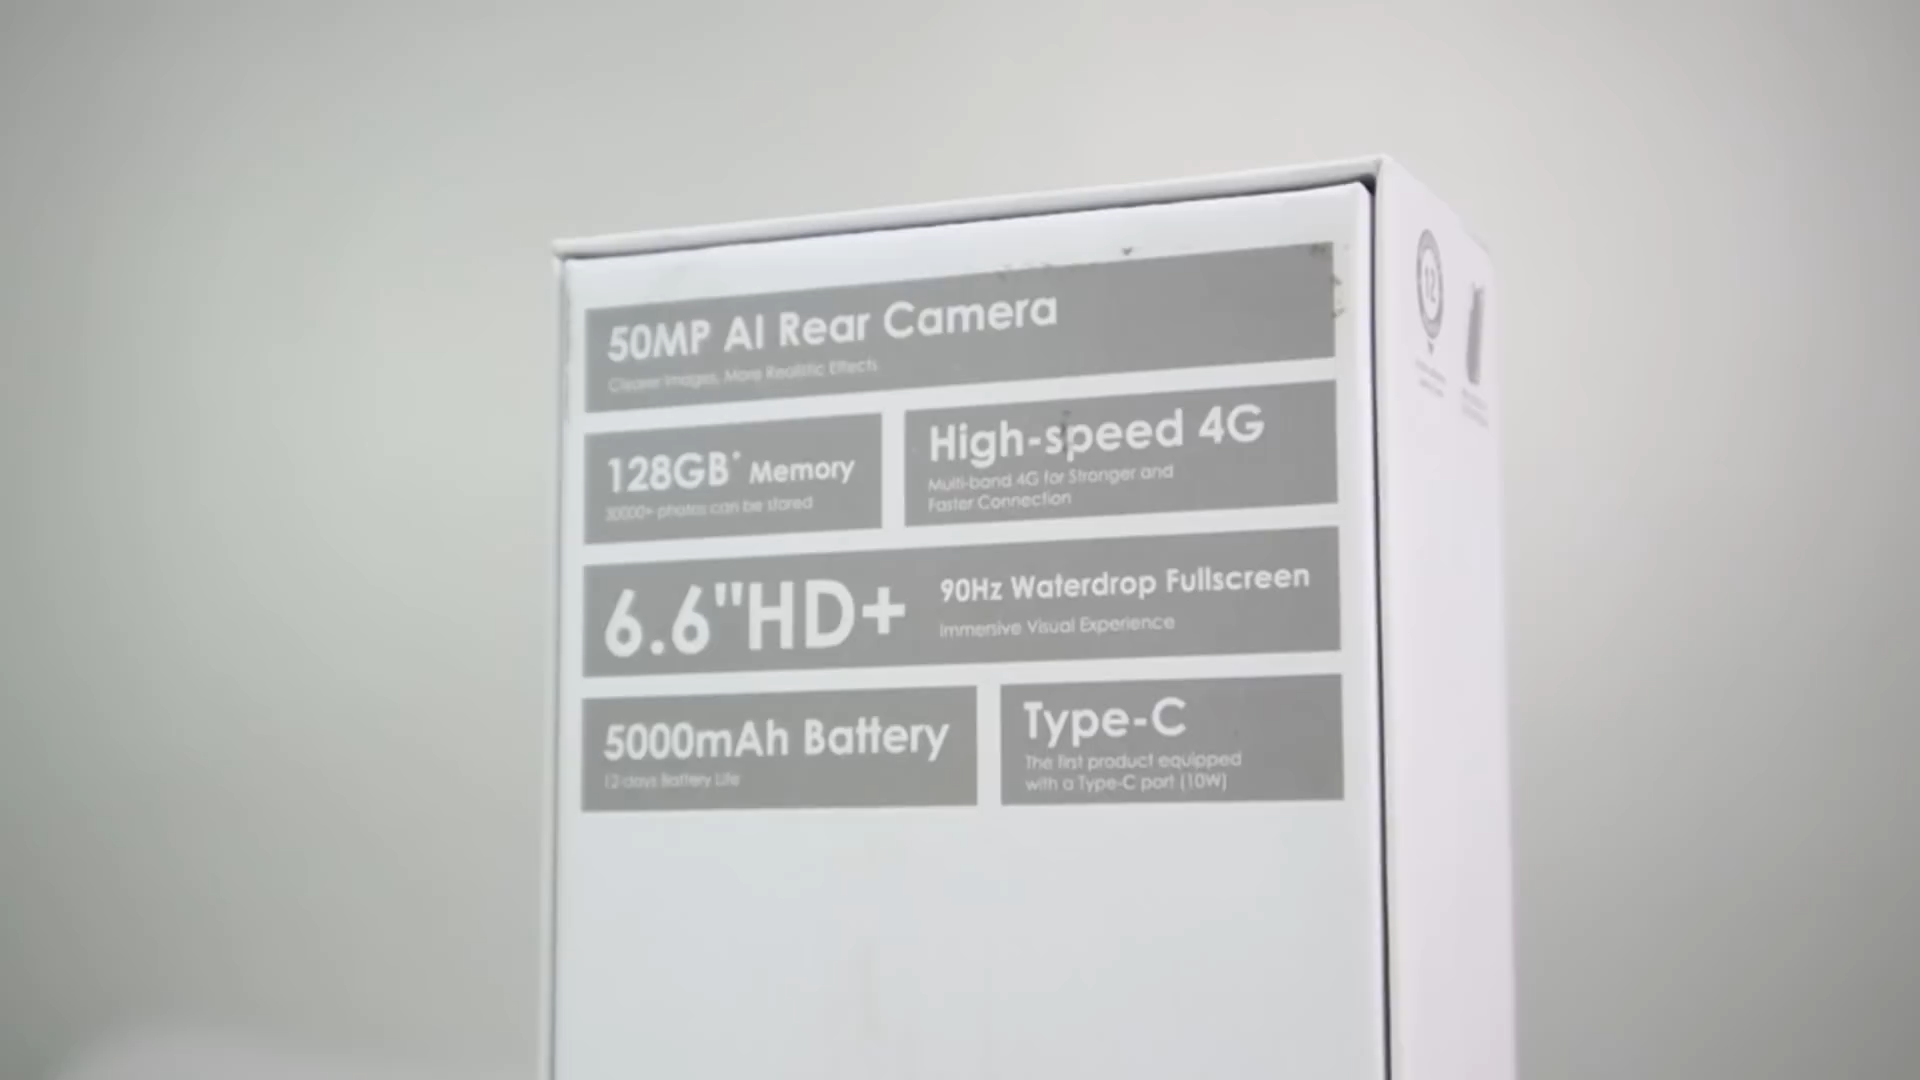 50MP AI Rear Camera
Clearer Images, More Realistic Effects
128GB* Memory
30000+ photos can be stored
High-speed 4G
Multi-band 4G for Stronger and
Faster Connection
6.6"HD+
90Hz Waterdrop Fullscreen
Immersive Visual Experience
5000mAh Battery
12-days Battery Life
Type-C
The first product equipped
with a Type-C port (10W)
12